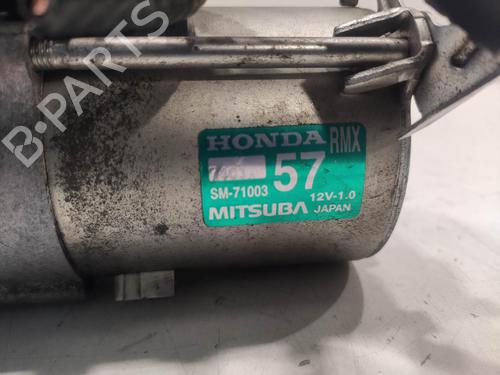 B-PARTS
HONDA RMX
57
SM-71003
12V-1.0
MITSUBA JAPAN